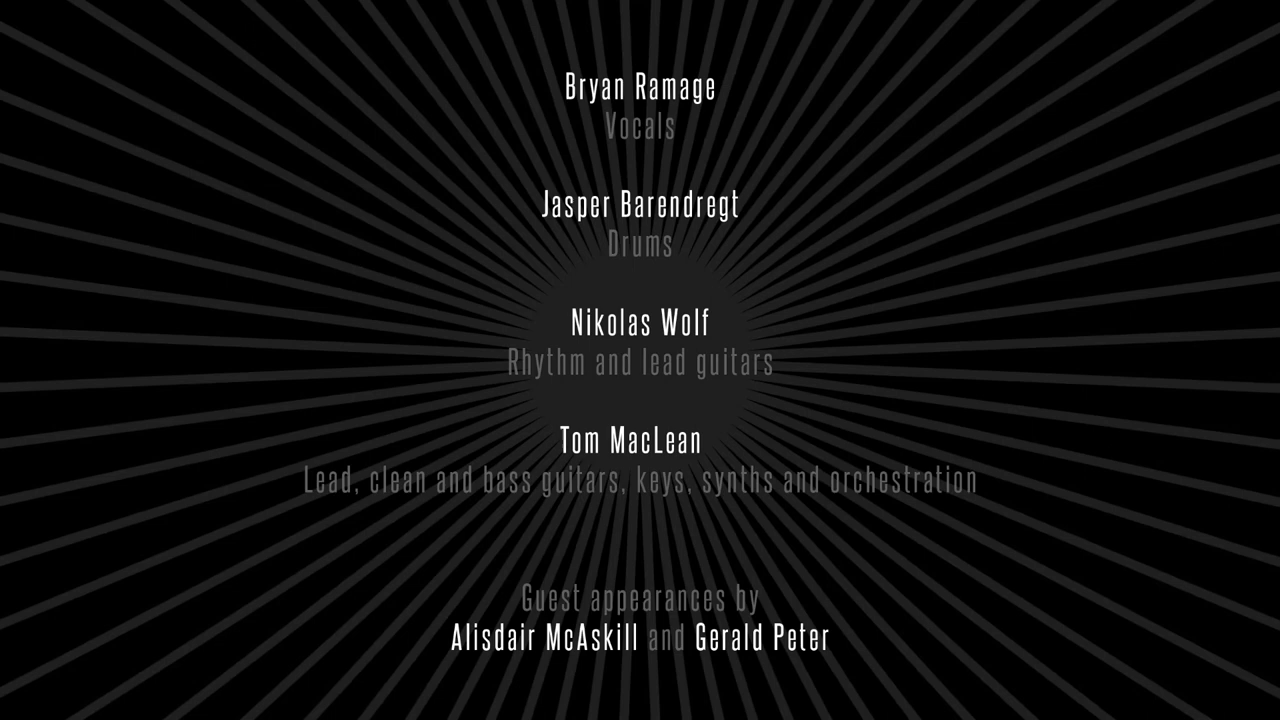 Bryan Ramage
Vocals
Jasper Barendregt
Drums
Nikolas Wolf
Rhythm and lead guitars
Tom MacLean
Lead, clean and bass guitars, keys, synths and orchestration
Guest appearances by
Alisdair McAskill and Gerald Peter